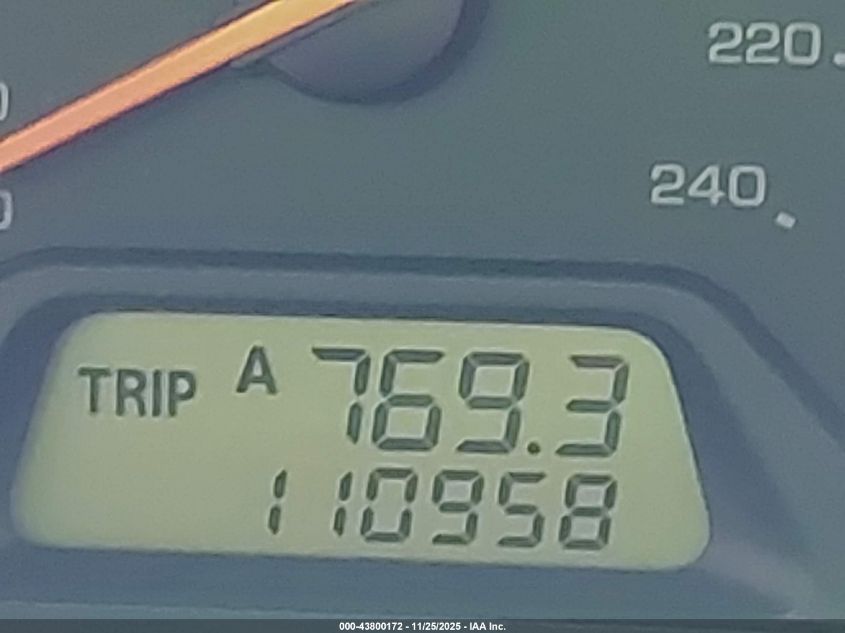 220
240
TRIP A 769.3
110958
000-43800172 - 11/25/2025 - IAA Inc.